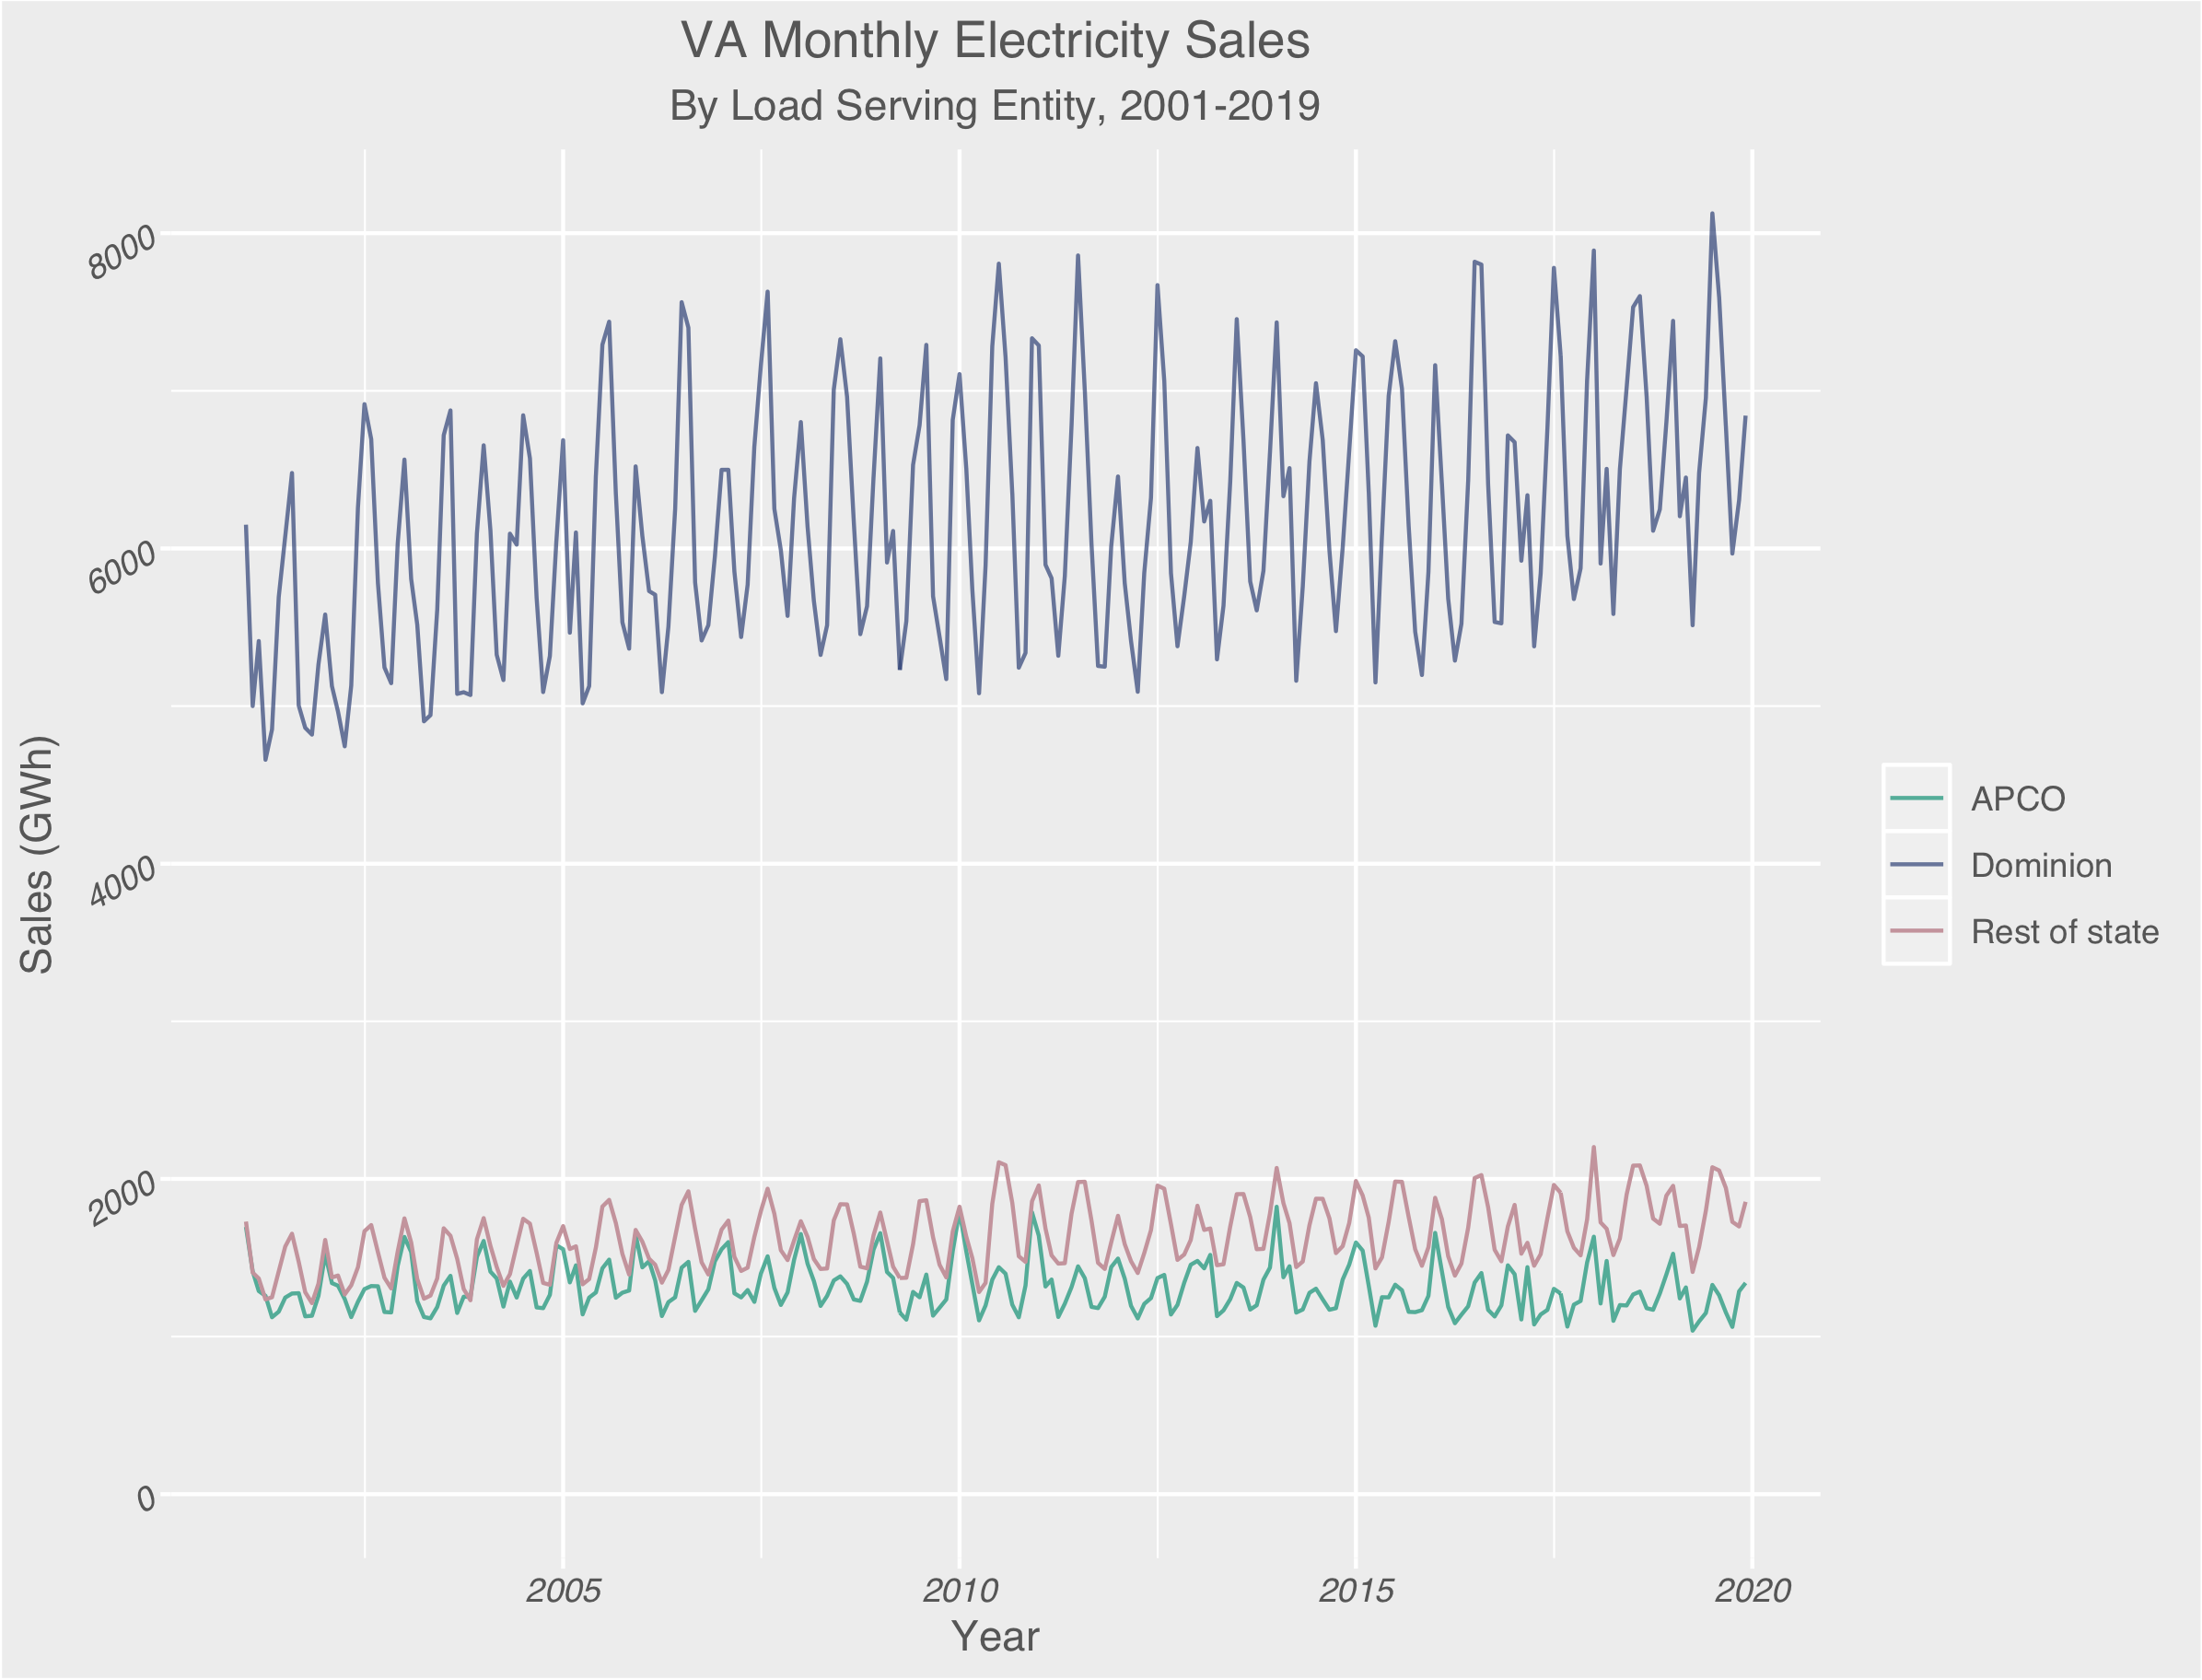 VA Monthly Electricity Sales
By Load Serving Entity, 2001-2019
8000
6000
4000
2000
0
Sales (GWh)
2005 2010 2015 2020
Year
APCO
Dominion
Rest of state